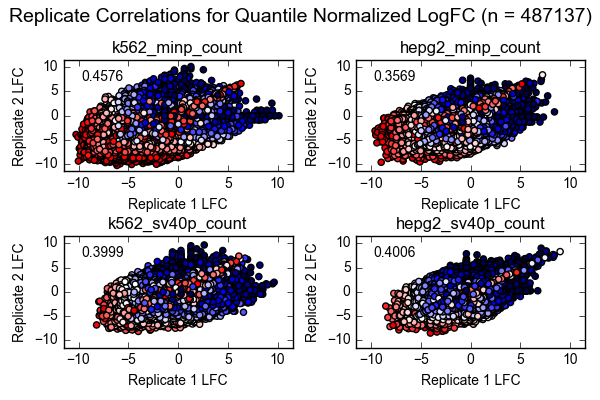 Replicate Correlations for Quantile Normalized LogFC (n = 487137)
k562_minp_count
hepg2_minp_count
0.4576
0.3569
Replicate 2 LFC
Replicate 2 LFC
10
5
0
−5
−10
10
5
0
−5
−10
−10 −5 0 5 10
−10 −5 0 5 10
Replicate 1 LFC
Replicate 1 LFC
k562_sv40p_count
hepg2_sv40p_count
0.3999
0.4006
Replicate 2 LFC
Replicate 2 LFC
10
5
0
−5
−10
10
5
0
−5
−10
−10 −5 0 5 10
−10 −5 0 5 10
Replicate 1 LFC
Replicate 1 LFC